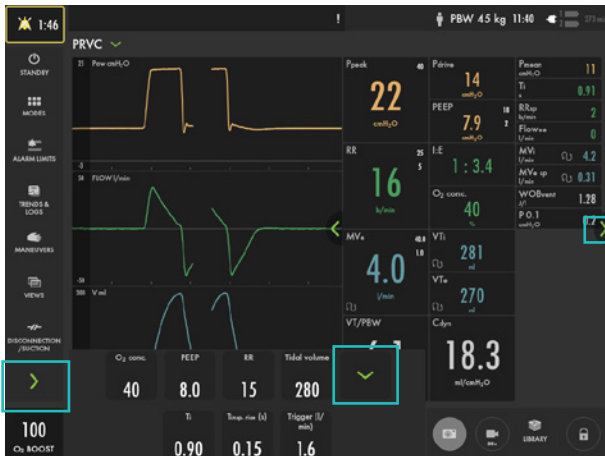 1:46
!
PBW 45 kg 11:40
PRVC
STANDBY
MODES
ALARM LIMITS
TRENDS &
LOGS
MANEUVERS
VIEWS
DISCONNECTION
/SUCTION
100
O₂ BOOST
Paw cmH₂O
FLOW l/min
V ml
Ppeak 40
22
cmH₂O
RR 25
5
16
b/min
MVe 40.0
1.0
4.0
l/min
VT/PBW
Pdrive
14
cmH₂O
PEEP 10
2
7.9
cmH₂O
I:E
1 : 3.4
O₂ conc.
40
%
VTi
281
ml
VTe
270
ml
Cdyn
18.3
ml/cmH₂O
Pmean 11
cmH₂O
Ti 0.91
s
RRsp 2
b/min
Flowee 0
l/min
MVi 4.2
l/min
MVe sp 0.31
l/min
WOBvent 1.28
J/l
P 0.1
cmH₂O
O₂ conc. PEEP RR Tidal volume
40 8.0 15 280
Ti Tinsp. rise (s) Trigger (l/
min)
0.90 0.15 1.6
LIBRARY